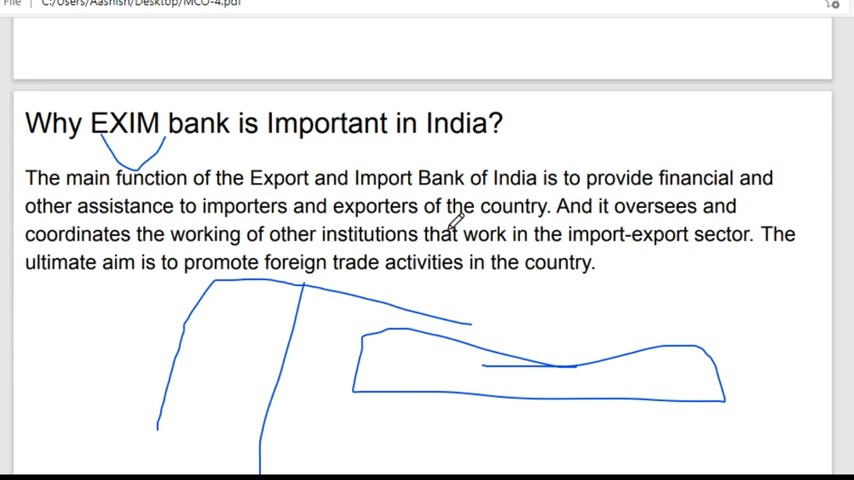 File | C:/Users/Aashish/Desktop/MCO-4.pdf
Why EXIM bank is Important in India?
The main function of the Export and Import Bank of India is to provide financial and
other assistance to importers and exporters of the country. And it oversees and
coordinates the working of other institutions that work in the import-export sector. The
ultimate aim is to promote foreign trade activities in the country.